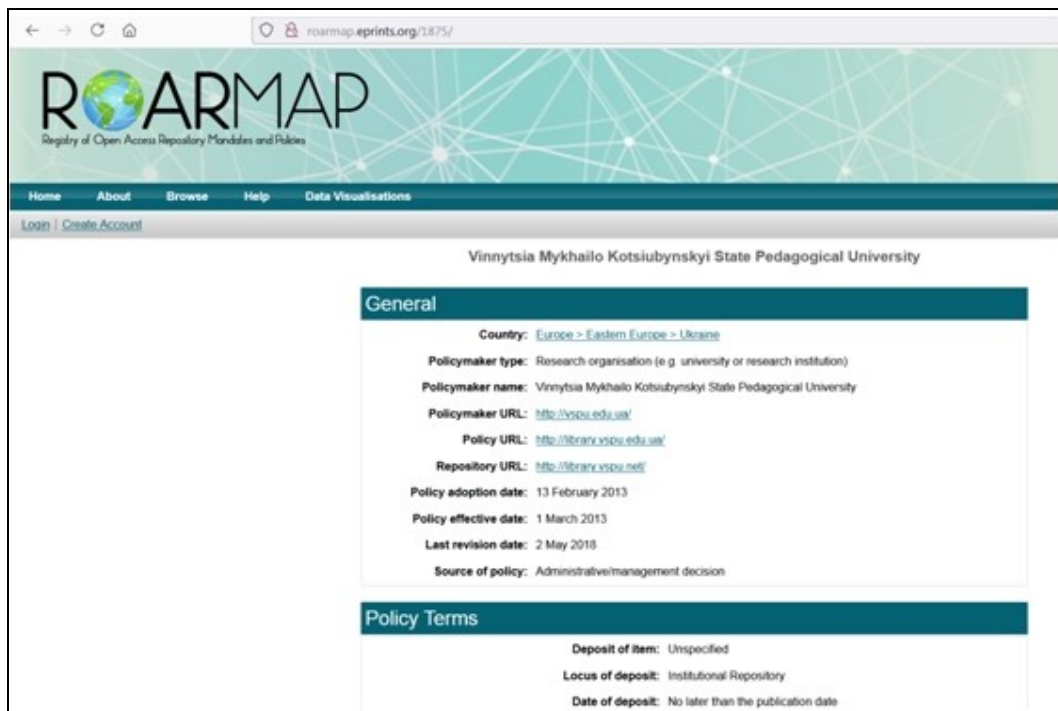 roarmap.eprints.org/1875/
ROARMAP
Registry of Open Access Repository Mandates and Policies
Home About Browse Help Data Visualisations
Login | Create Account
Vinnytsia Mykhailo Kotsiubynskyi State Pedagogical University
General
Country: Europe > Eastern Europe > Ukraine
Policymaker type: Research organisation (e.g. university or research institution)
Policymaker name: Vinnytsia Mykhailo Kotsiubynskyi State Pedagogical University
Policymaker URL: http://vspu.edu.ua/
Policy URL: http://library.vspu.edu.ua/
Repository URL: http://library.vspu.net/
Policy adoption date: 13 February 2013
Policy effective date: 1 March 2013
Last revision date: 2 May 2018
Source of policy: Administrative/management decision
Policy Terms
Deposit of item: Unspecified
Locus of deposit: Institutional Repository
Date of deposit: No later than the publication date